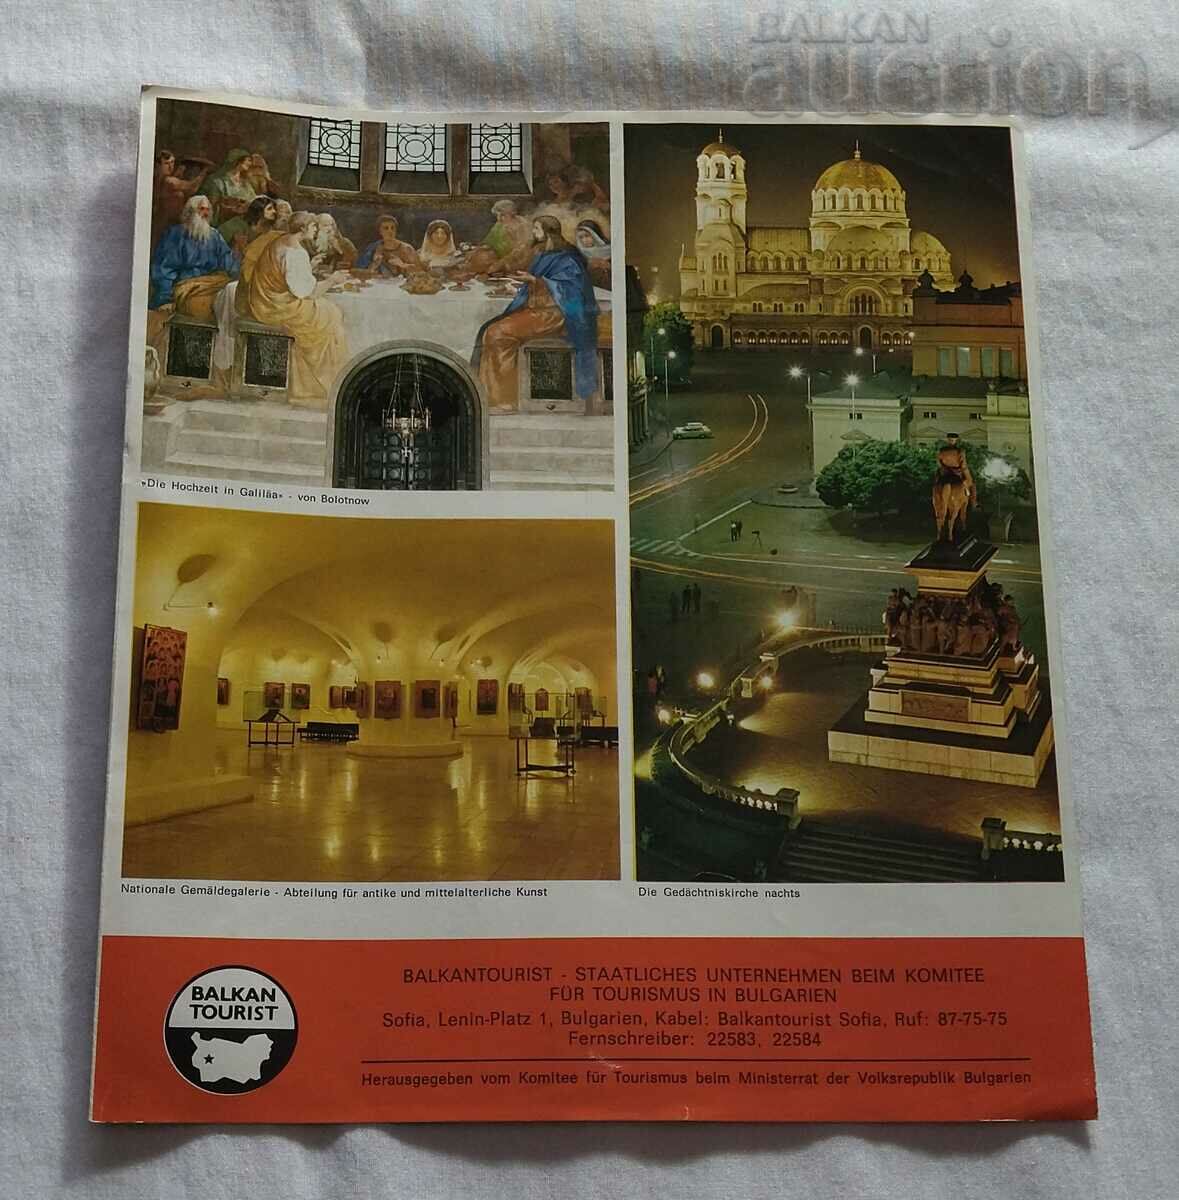 BALKAN
auction
»Die Hochzeit in Galiläa« - von Bolotnow
Nationale Gemäldegalerie - Abteilung für antike und mittelalterliche Kunst
Die Gedächtniskirche nachts
BALKAN
TOURIST
BALKANTOURIST - STAATLICHES UNTERNEHMEN BEIM KOMITEE
FÜR TOURISMUS IN BULGARIEN
Sofia, Lenin-Platz 1, Bulgarien, Kabel: Balkantourist Sofia, Ruf: 87-75-75
Fernschreiber: 22583, 22584
Herausgegeben vom Komitee für Tourismus beim Ministerrat der Volksrepublik Bulgarien